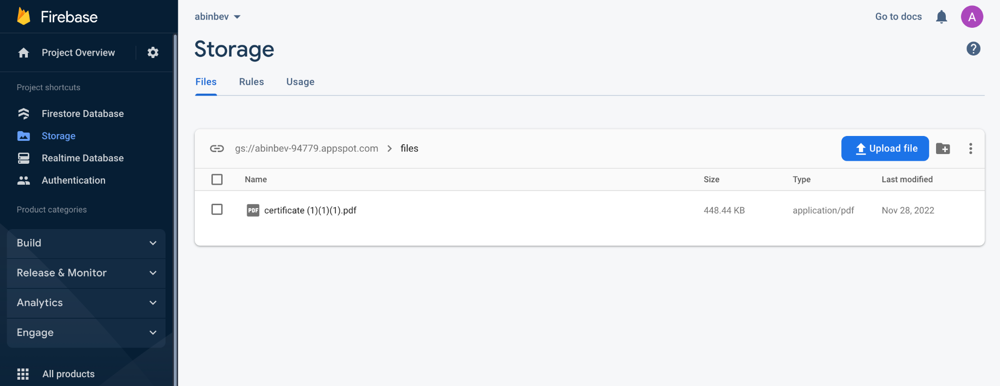 Firebase
Project Overview
Project shortcuts
Firestore Database
Storage
Realtime Database
Authentication
Product categories
Build
Release & Monitor
Analytics
Engage
All products
abinbev
Go to docs
A
Storage
?
Files Rules Usage
gs://abinbev-94779.appspot.com > files
Upload file
Name Size Type Last modified
PDF certificate (1)(1)(1).pdf 448.44 KB application/pdf Nov 28, 2022